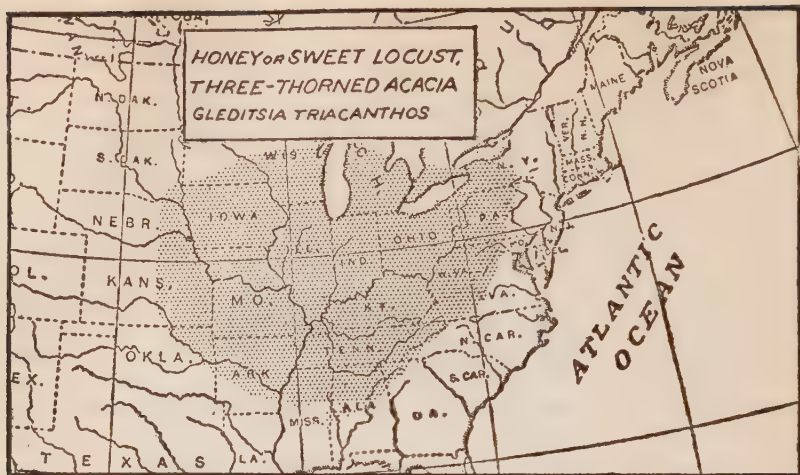 HONEY OR SWEET LOCUST,
THREE-THORNED ACACIA
GLEDITSIA TRIACANTHOS
N. DAK.
S. DAK.
NEBR.
KANS.
OKLA.
TEXAS
LA.
WIS.
IOWA
MO.
ARK.
MISS.
ALA
IND.
OHIO
KY.
TENN.
W.VA.
VA.
N. CAR.
S. CAR.
GA.
PA.
N. Y.
VER.
N.H.
MASS.
CONN.
MAINE
NOVA
SCOTIA
ATLANTIC
OCEAN